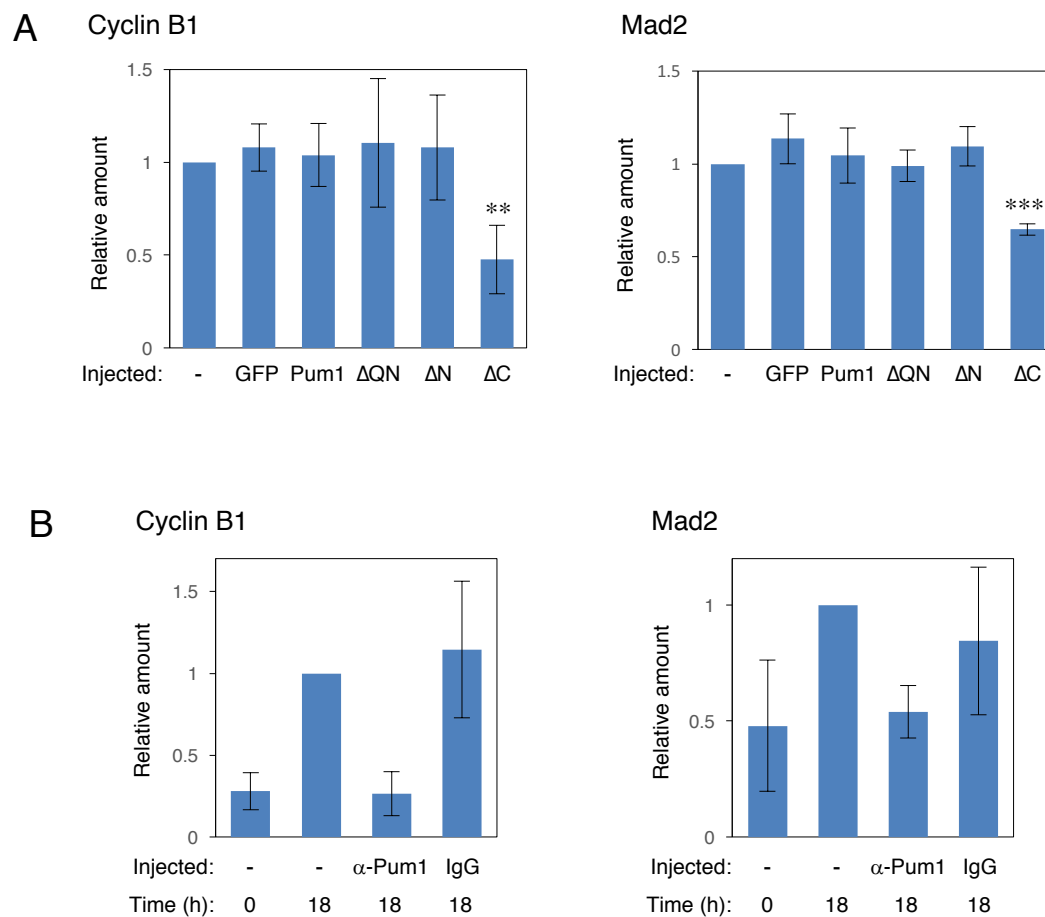 A
Cyclin B1
Relative amount
1.5
1
0.5
0
**
Injected: - GFP Pum1 ΔQN ΔN ΔC
Mad2
Relative amount
1.5
1
0.5
0
***
Injected: - GFP Pum1 ΔQN ΔN ΔC
B
Cyclin B1
Relative amount
1.5
1
0.5
0
Injected: - - α-Pum1 IgG
Time (h): 0 18 18 18
Mad2
Relative amount
1
0.5
0
Injected: - - α-Pum1 IgG
Time (h): 0 18 18 18